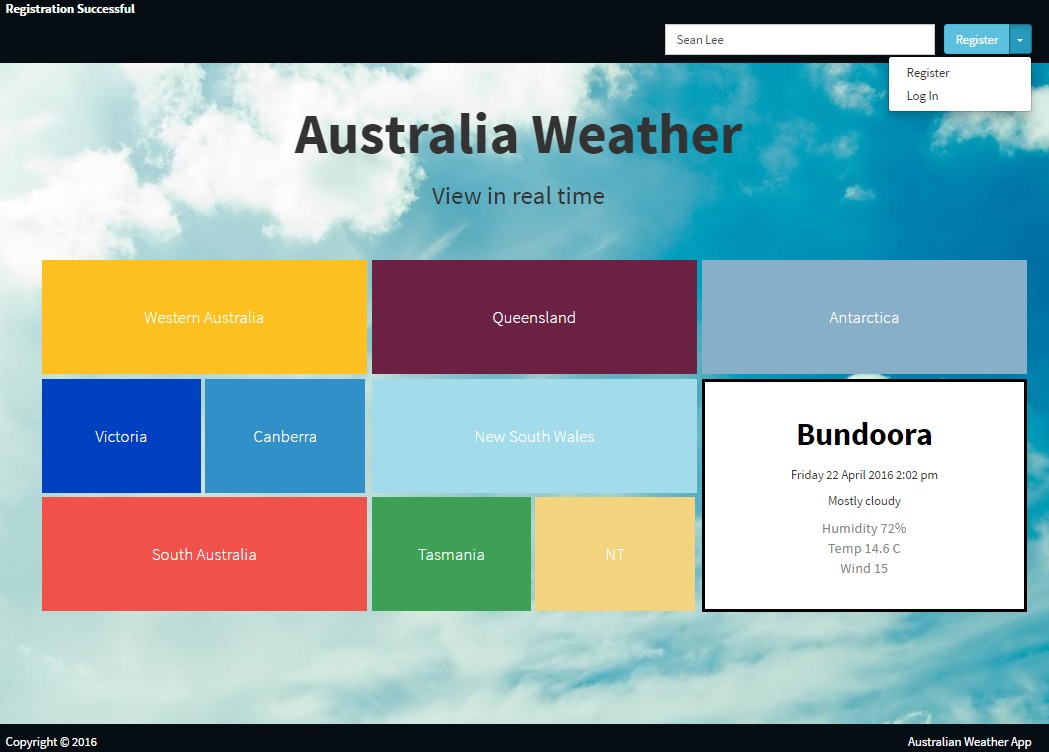 Registration Successful
Sean Lee
Register
Register
Log In
Australia Weather
View in real time
Western Australia
Queensland
Antarctica
Victoria
Canberra
New South Wales
Bundoora
Friday 22 April 2016 2:02 pm
Mostly cloudy
Humidity 72%
Temp 14.6 C
Wind 15
South Australia
Tasmania
NT
Copyright © 2016
Australian Weather App